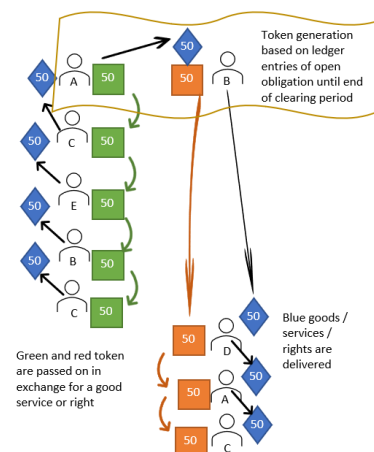 50
Token generation
based on ledger
entries of open
obligation until end
of clearing period
50 A 50 50 B
50 C 50
50 E 50
50 B 50
50 C 50
50
Blue goods /
services /
rights are
delivered
50 D
50
Green and red token
are passed on in
exchange for a good
service or right
50 A
50
50 C